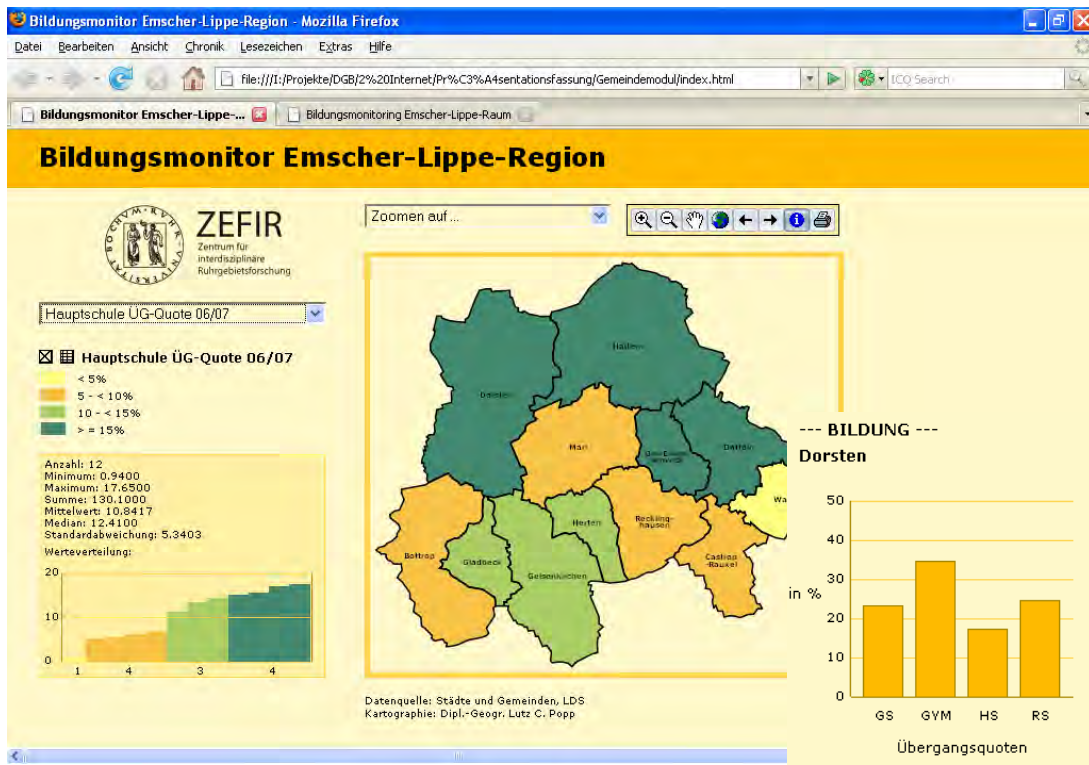 Bildungsmonitor Emscher-Lippe-Region - Mozilla Firefox
Datei Bearbeiten Ansicht Chronik Lesezeichen Extras Hilfe
file:///I:/Projekte/DGB/2%20Internet/Pr%C3%A4sentationsfassung/Gemeindemodul/index.html
ICQ Search
Bildungsmonitor Emscher-Lippe-...
Bildungsmonitoring Emscher-Lippe-Raum
Bildungsmonitor Emscher-Lippe-Region
ZEFIR
Zentrum für
interdisziplinäre
Ruhrgebietsforschung
Zoomen auf ...
Hauptschule ÜG-Quote 06/07
Hauptschule ÜG-Quote 06/07
< 5%
5 - < 10%
10 - < 15%
> = 15%
Anzahl: 12
Minimum: 0.9400
Maximum: 17.6500
Summe: 130.1000
Mittelwert: 10.8417
Median: 12.4100
Standardabweichung: 5.3403
Werteverteilung:
20
10
0
1 4 3 4
Haltern
Dorsten
Marl
Datteln
Wa
Reckling-
hausen
Herten
Castrop
-Rauxel
Bottrop
Gladbeck
Gelsenkirchen
Datenquelle: Städte und Gemeinden, LDS
Kartographie: Dipl.-Geogr. Lutz C. Popp
--- BILDUNG ---
Dorsten
50
40
30
20
10
0
in %
GS GYM HS RS
Übergangsquoten